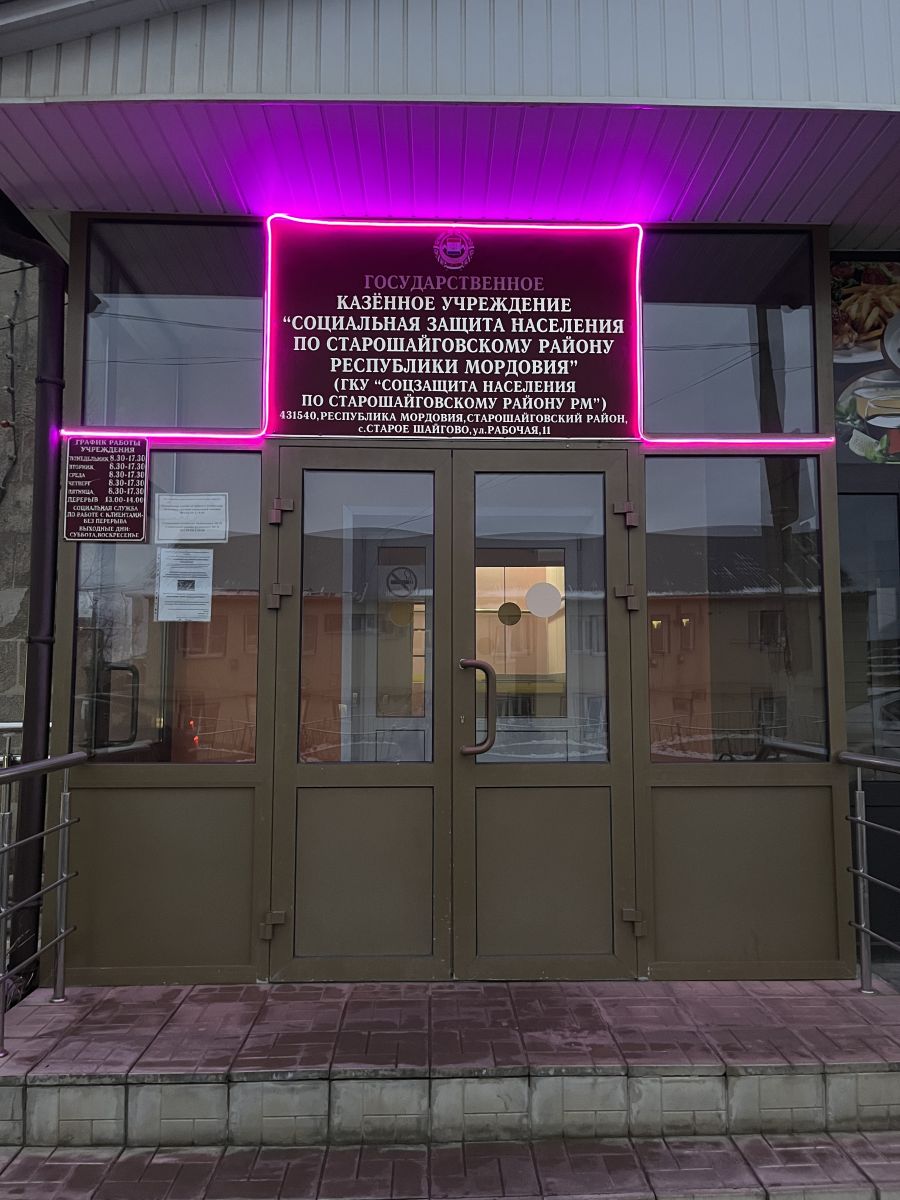 ГОСУДАРСТВЕННОЕ
КАЗЁННОЕ УЧРЕЖДЕНИЕ
“СОЦИАЛЬНАЯ ЗАЩИТА НАСЕЛЕНИЯ
ПО СТАРОШАЙГОВСКОМУ РАЙОНУ
РЕСПУБЛИКИ МОРДОВИЯ”
(ГКУ “СОЦЗАЩИТА НАСЕЛЕНИЯ
ПО СТАРОШАЙГОВСКОМУ РАЙОНУ РМ”)
431540,РЕСПУБЛИКА МОРДОВИЯ,СТАРОШАЙГОВСКИЙ РАЙОН,
с.СТАРОЕ ШАЙГОВО,ул.РАБОЧАЯ,11
ГРАФИК РАБОТЫ
УЧРЕЖДЕНИЯ
ПОНЕДЕЛЬНИК 8.30-17.30
ВТОРНИК 8.30-17.30
СРЕДА 8.30-17.30
ЧЕТВЕРГ 8.30-17.30
ПЯТНИЦА 8.30-17.30
ПЕРЕРЫВ 13.00-14.00
СОЦИАЛЬНАЯ СЛУЖБА
ПО РАБОТЕ С КЛИЕНТАМИ-
БЕЗ ПЕРЕРЫВА
ВЫХОДНЫЕ ДНИ:
СУББОТА,ВОСКРЕСЕНЬЕ